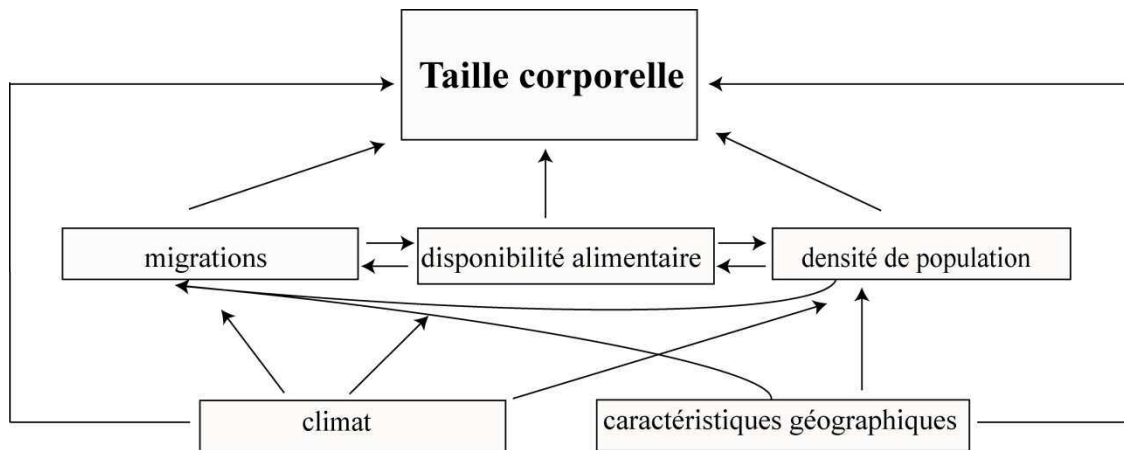 Taille corporelle
migrations
disponibilité alimentaire
densité de population
climat
caractéristiques géographiques